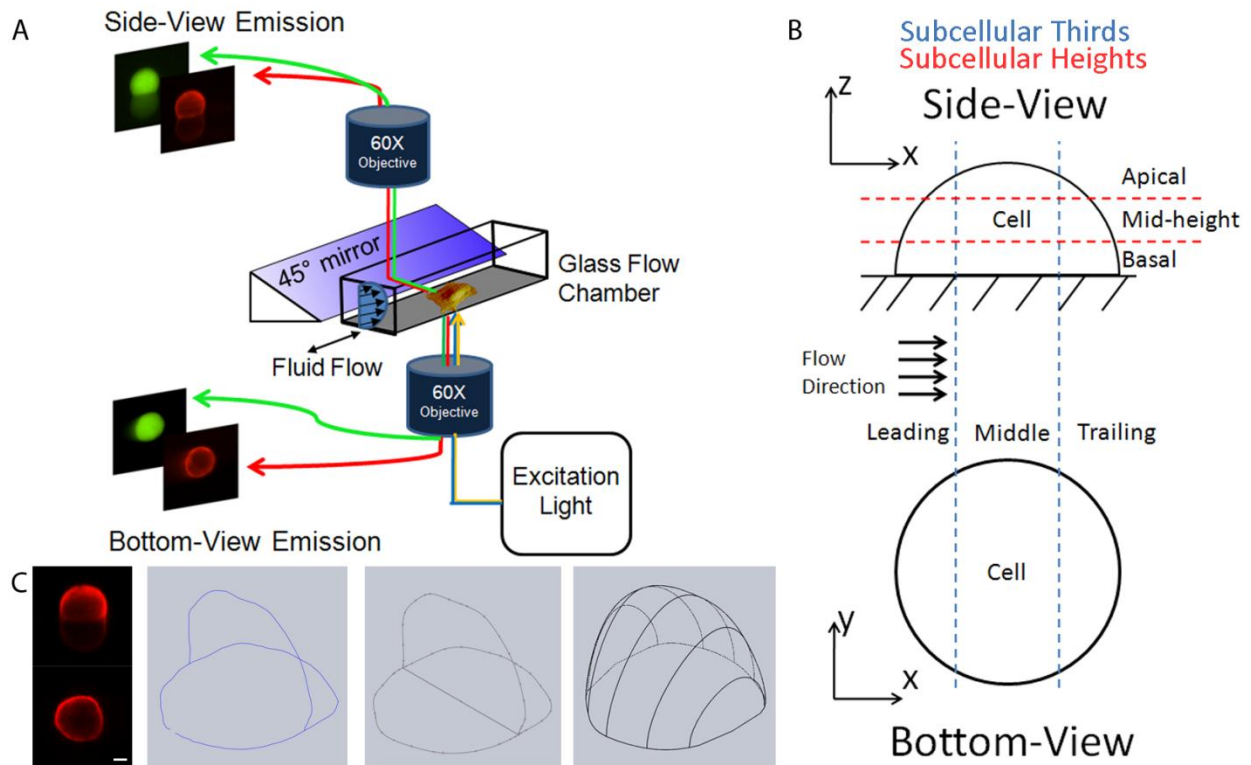 A
Side-View Emission
60X
Objective
45° mirror
Glass Flow
Chamber
Fluid Flow
60X
Objective
Excitation
Light
Bottom-View Emission
B
Subcellular Thirds
Subcellular Heights
z
Side-View
x
Apical
Cell
Mid-height
Basal
Flow
Direction
Leading
Middle
Trailing
Cell
y
x
Bottom-View
C